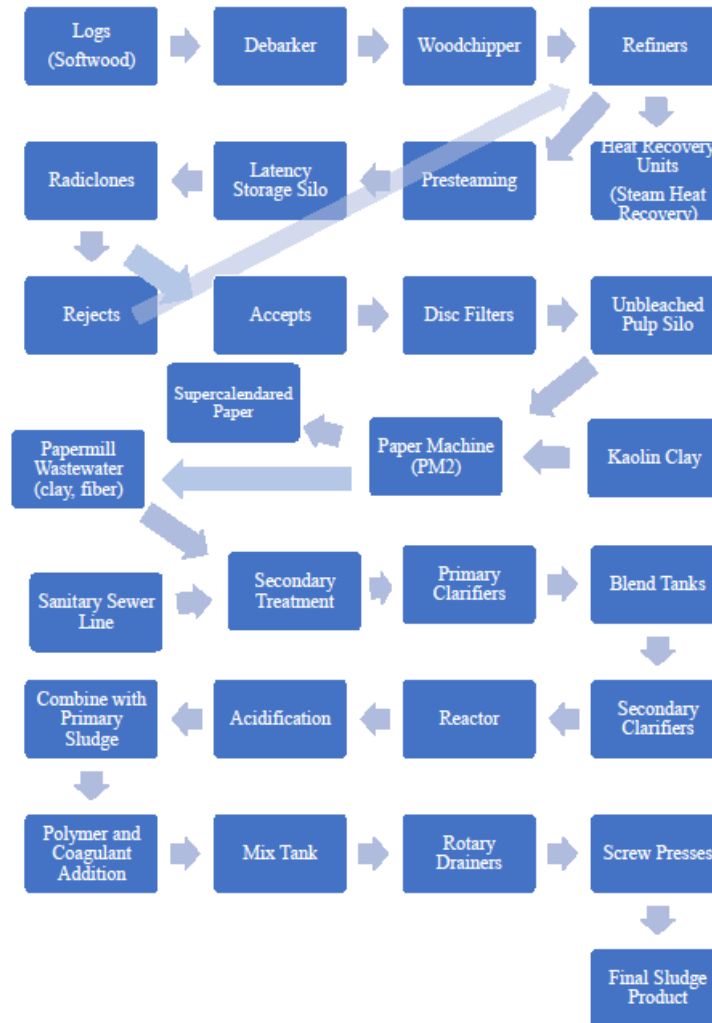 Logs
(Softwood)
Debarker
Woodchipper
Refiners
Radiclones
Latency
Storage Silo
Presteaming
Heat Recovery
Units
(Steam Heat
Recovery)
Rejects
Accepts
Disc Filters
Unbleached
Pulp Silo
Supercalendared
Paper
Papermill
Wastewater
(clay, fiber)
Paper Machine
(PM2)
Kaolin Clay
Sanitary Sewer
Line
Secondary
Treatment
Primary
Clarifiers
Blend Tanks
Combine with
Primary
Sludge
Acidification
Reactor
Secondary
Clarifiers
Polymer and
Coagulant
Addition
Mix Tank
Rotary
Drainers
Screw Presses
Final Sludge
Product